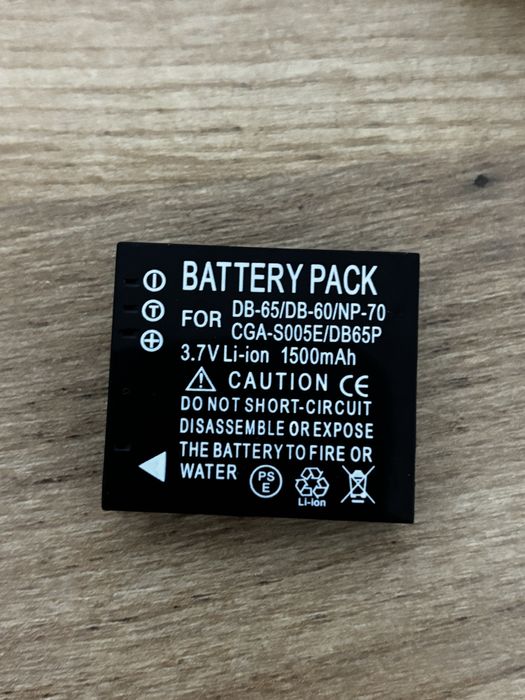 BATTERY PACK
FOR DB-65/DB-60/NP-70
CGA-S005E/DB65P
3.7V Li-ion 1500mAh
CAUTION CE
DO NOT SHORT-CIRCUIT
DISASSEMBLE OR EXPOSE
THE BATTERY TO FIRE OR
WATER
PS
E
Li-ion
T